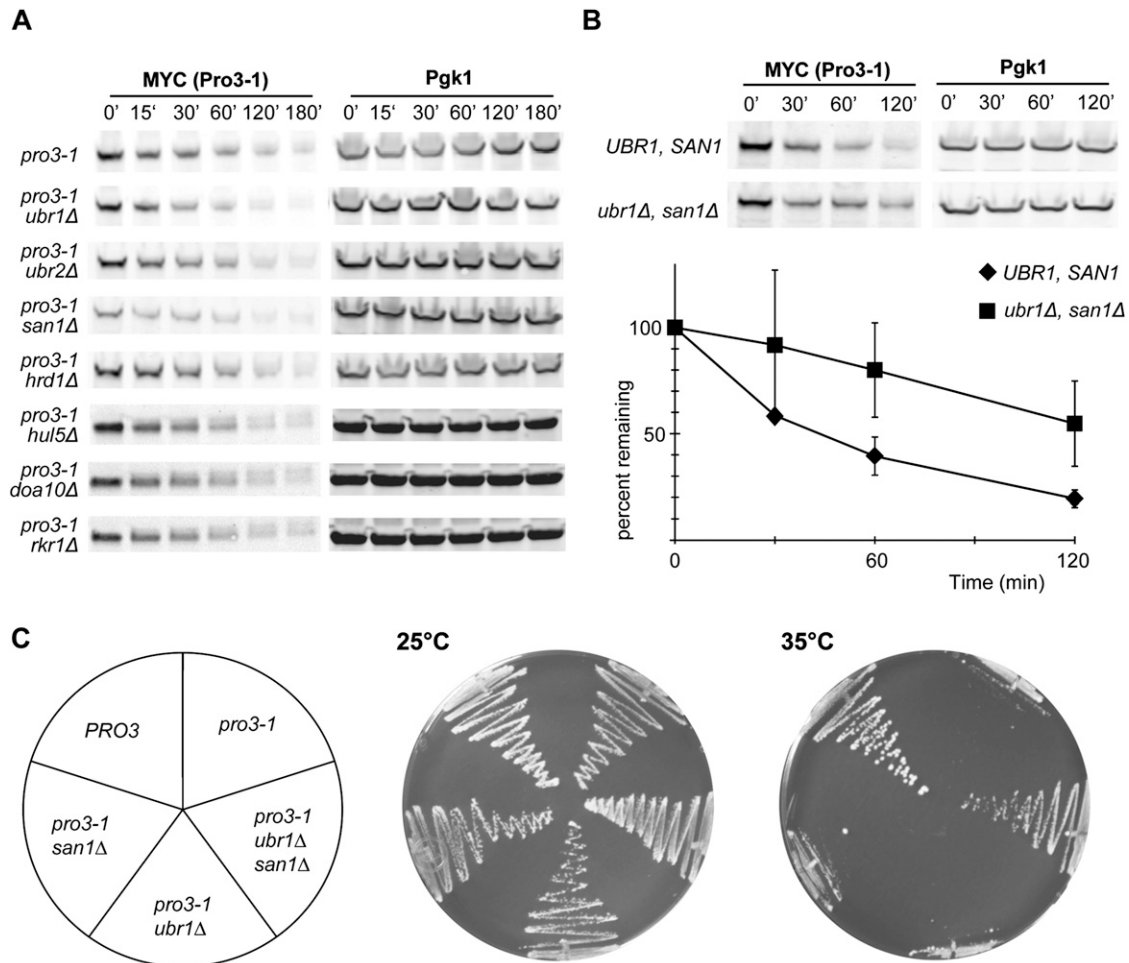 A
MYC (Pro3-1) Pgk1
0' 15' 30' 60' 120' 180' 0' 15' 30' 60' 120' 180'
pro3-1
pro3-1
ubr1Δ
pro3-1
ubr2Δ
pro3-1
san1Δ
pro3-1
hrd1Δ
pro3-1
hul5Δ
pro3-1
doa10Δ
pro3-1
rkr1Δ
B
MYC (Pro3-1) Pgk1
0' 30' 60' 120' 0' 30' 60' 120'
UBR1, SAN1
ubr1Δ, san1Δ
UBR1, SAN1
ubr1Δ, san1Δ
percent remaining
100
50
0 60 120
Time (min)
C
25°C 35°C
PRO3 pro3-1
pro3-1
san1Δ
pro3-1
ubr1Δ
san1Δ
pro3-1
ubr1Δ